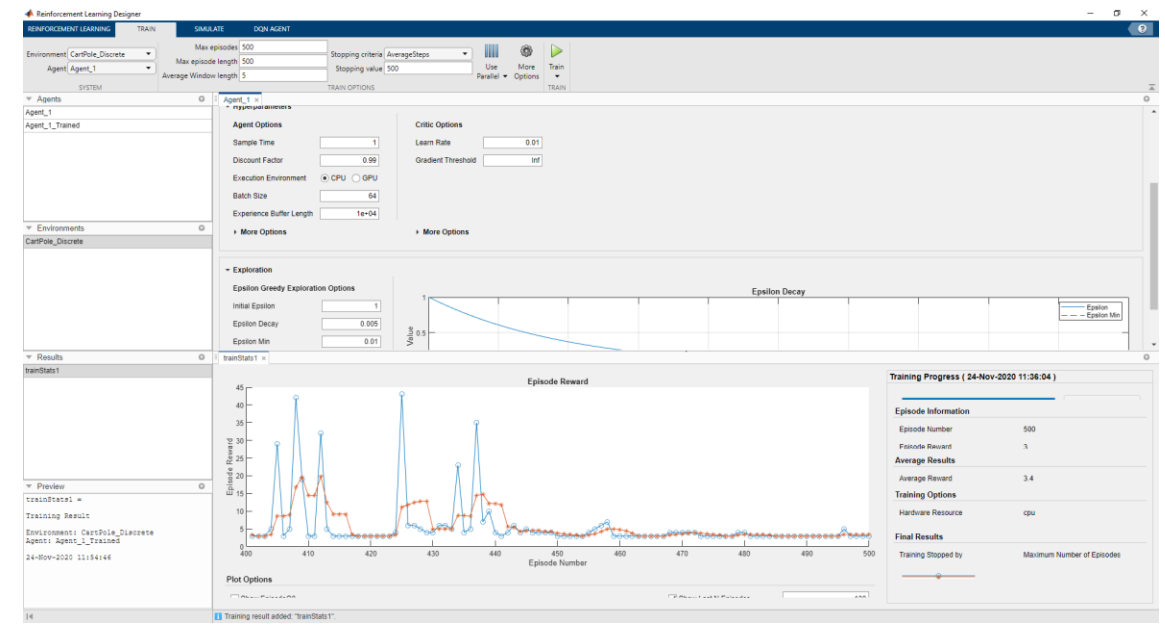 Reinforcement Learning Designer
REINFORCEMENT LEARNING TRAIN SIMULATE DQN AGENT
Environment CartPole_Discrete
Agent Agent_1
SYSTEM
Max episodes 500
Max episode length 500
Average Window length 5
Stopping criteria AverageSteps
Stopping value 500
TRAIN OPTIONS
Use Parallel
More Options
Train
TRAIN
Agents
Agent_1
Agent_1_Trained
Environments
CartPole_Discrete
Results
trainStats1
Preview
trainStats1 =
Training Result
Environment: CartPole_Discrete
Agent: Agent_1_Trained
24-Nov-2020 11:54:46
Agent_1
Hyperparameters
Agent Options
Sample Time 1
Discount Factor 0.99
Execution Environment CPU GPU
Batch Size 64
Experience Buffer Length 1e+04
More Options
Critic Options
Learn Rate 0.01
Gradient Threshold Inf
More Options
Exploration
Epsilon Greedy Exploration Options
Initial Epsilon 1
Epsilon Decay 0.005
Epsilon Min 0.01
Epsilon Decay
1
0.5
Value
Epsilon
Epsilon Min
trainStats1
Episode Reward
45
40
35
30
25
20
15
10
5
0
Episode Reward
400 410 420 430 440 450 460 470 480 490 500
Episode Number
Plot Options
Show Episode Q0
Show Last N Episodes 100
Training Progress ( 24-Nov-2020 11:36:04 )
Episode Information
Episode Number 500
Episode Reward 3
Average Results
Average Reward 3.4
Training Options
Hardware Resource cpu
Final Results
Training Stopped by Maximum Number of Episodes
Training result added: "trainStats1".